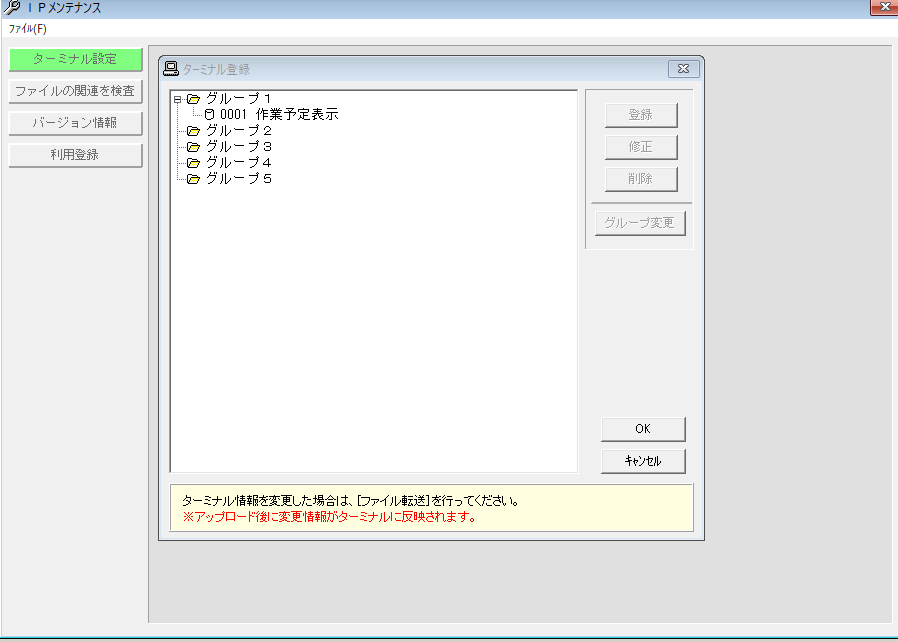 ＩＰメンテナンス
ﾌｧｲﾙ(F)
ターミナル設定
ファイルの関連を検査
バージョン情報
利用登録
ターミナル登録
グループ１
0001 作業予定表示
グループ２
グループ３
グループ４
グループ５
登録
修正
削除
グループ変更
OK
ｷｬﾝｾﾙ
ターミナル情報を変更した場合は、[ファイル転送]を行ってください。
※アップロード後に変更情報がターミナルに反映されます。